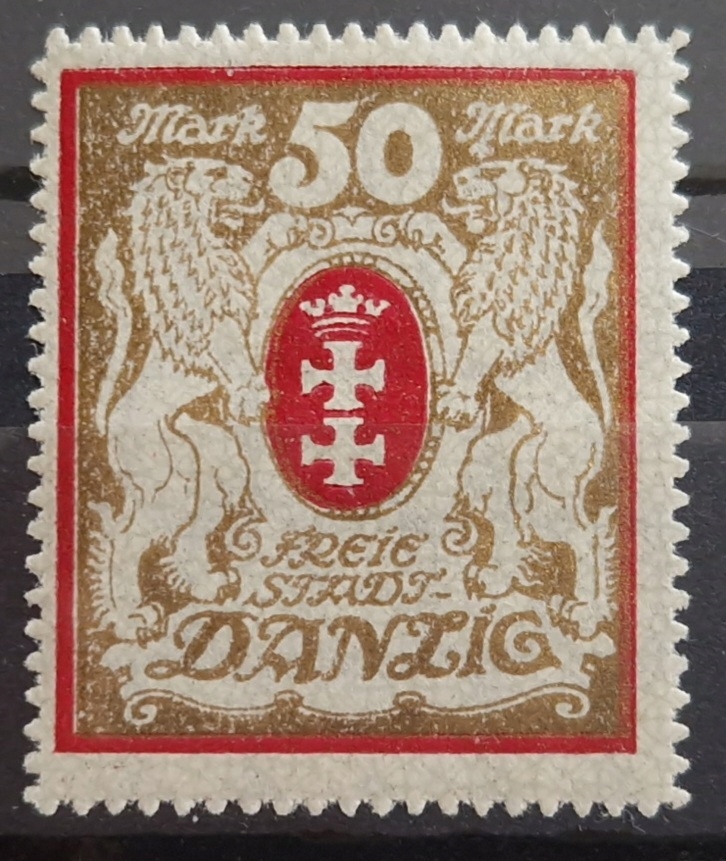 Mark 50 Mark
FREiE
STADT-
DANZiG